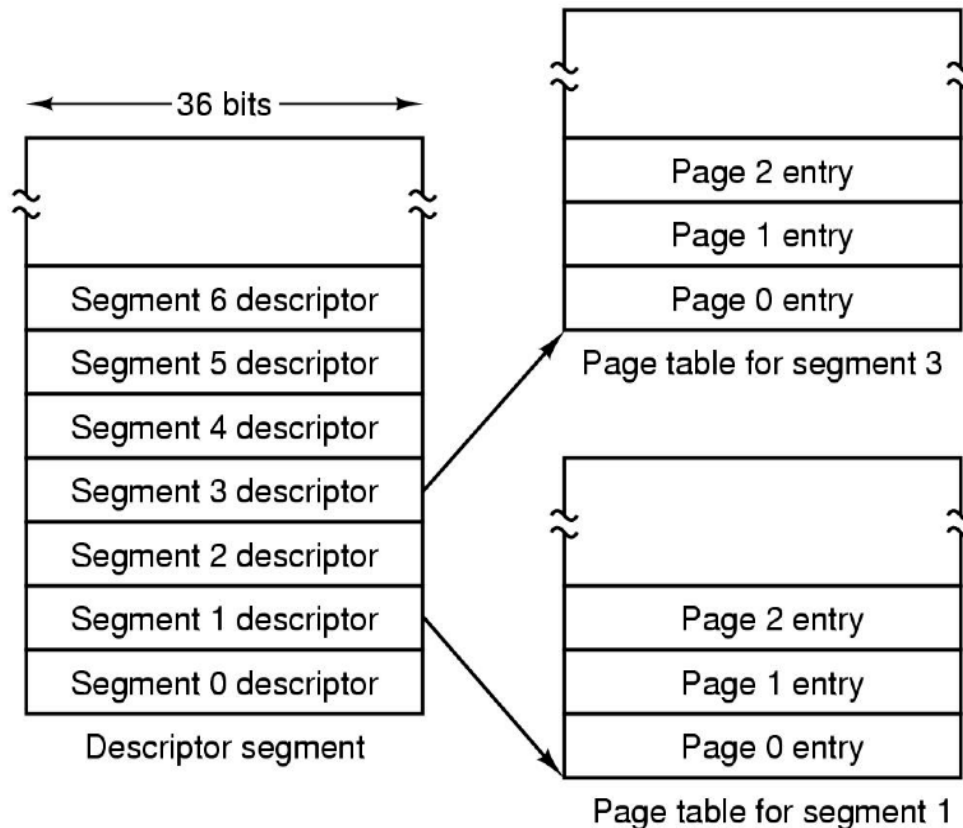 36 bits
Segment 6 descriptor
Segment 5 descriptor
Segment 4 descriptor
Segment 3 descriptor
Segment 2 descriptor
Segment 1 descriptor
Segment 0 descriptor
Descriptor segment
Page 2 entry
Page 1 entry
Page 0 entry
Page table for segment 3
Page 2 entry
Page 1 entry
Page 0 entry
Page table for segment 1